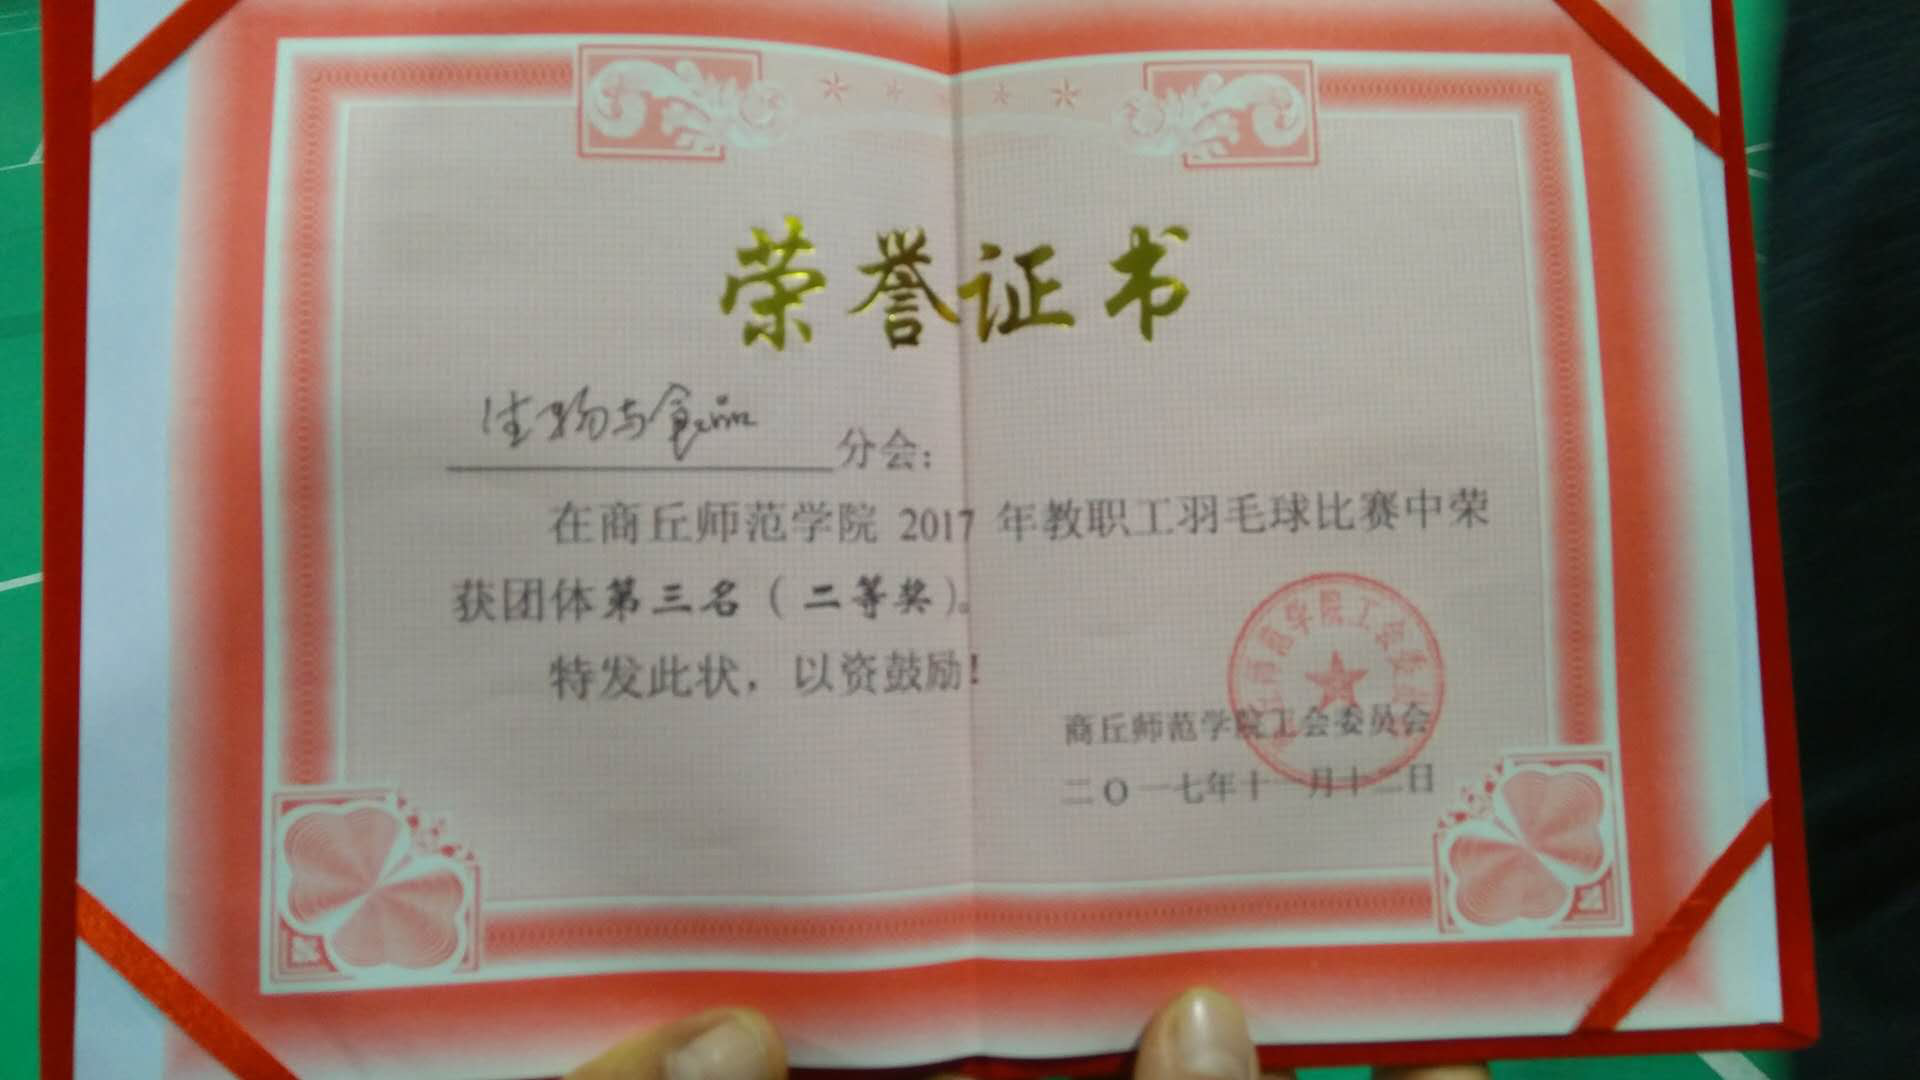 荣誉证书
生物与食品分会：
在商丘师范学院 2017 年教职工羽毛球比赛中荣
获团体第三名（二等奖）。
特发此状，以资鼓励！
商丘师范学院工会委员会
二O一七年十一月十二日